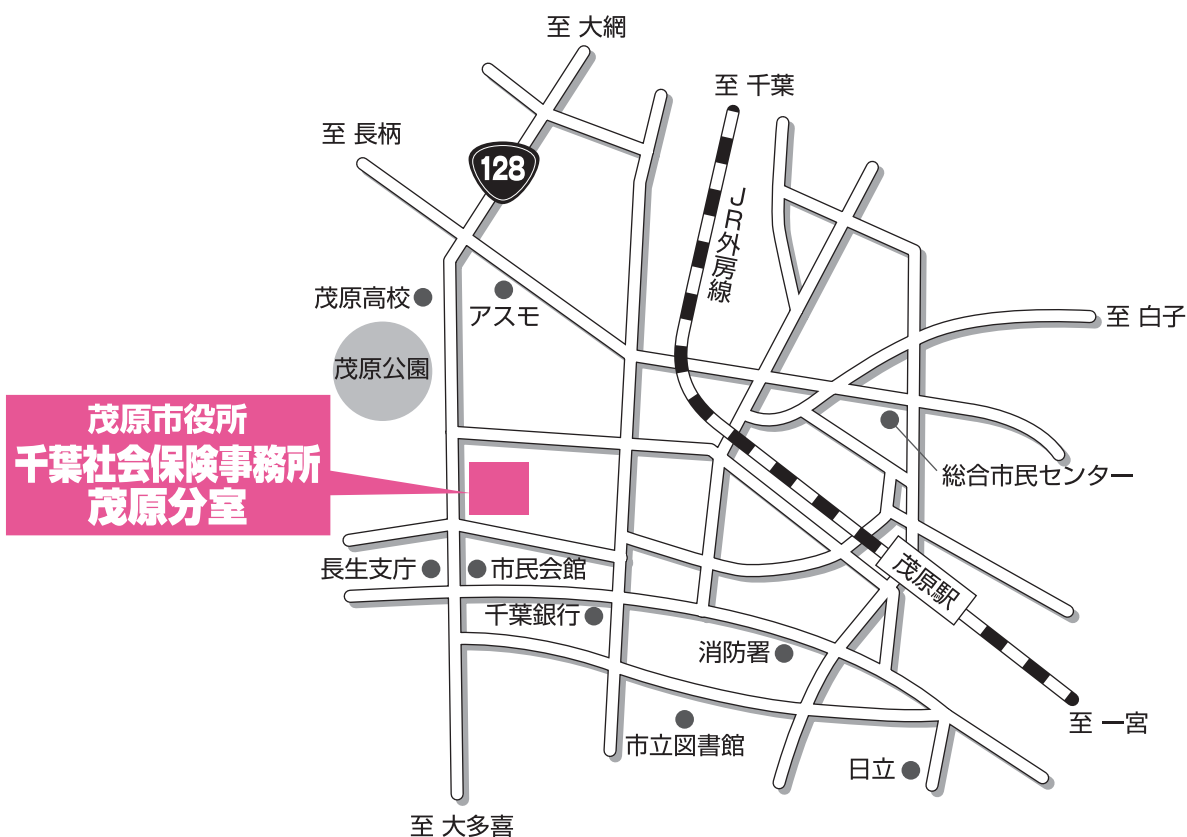 至 大網
至 千葉
至 長柄
128
JR外房線
茂原高校
アスモ
至 白子
茂原公園
茂原市役所
千葉社会保険事務所
茂原分室
総合市民センター
長生支庁
市民会館
茂原駅
千葉銀行
消防署
至 一宮
市立図書館
日立
至 大多喜